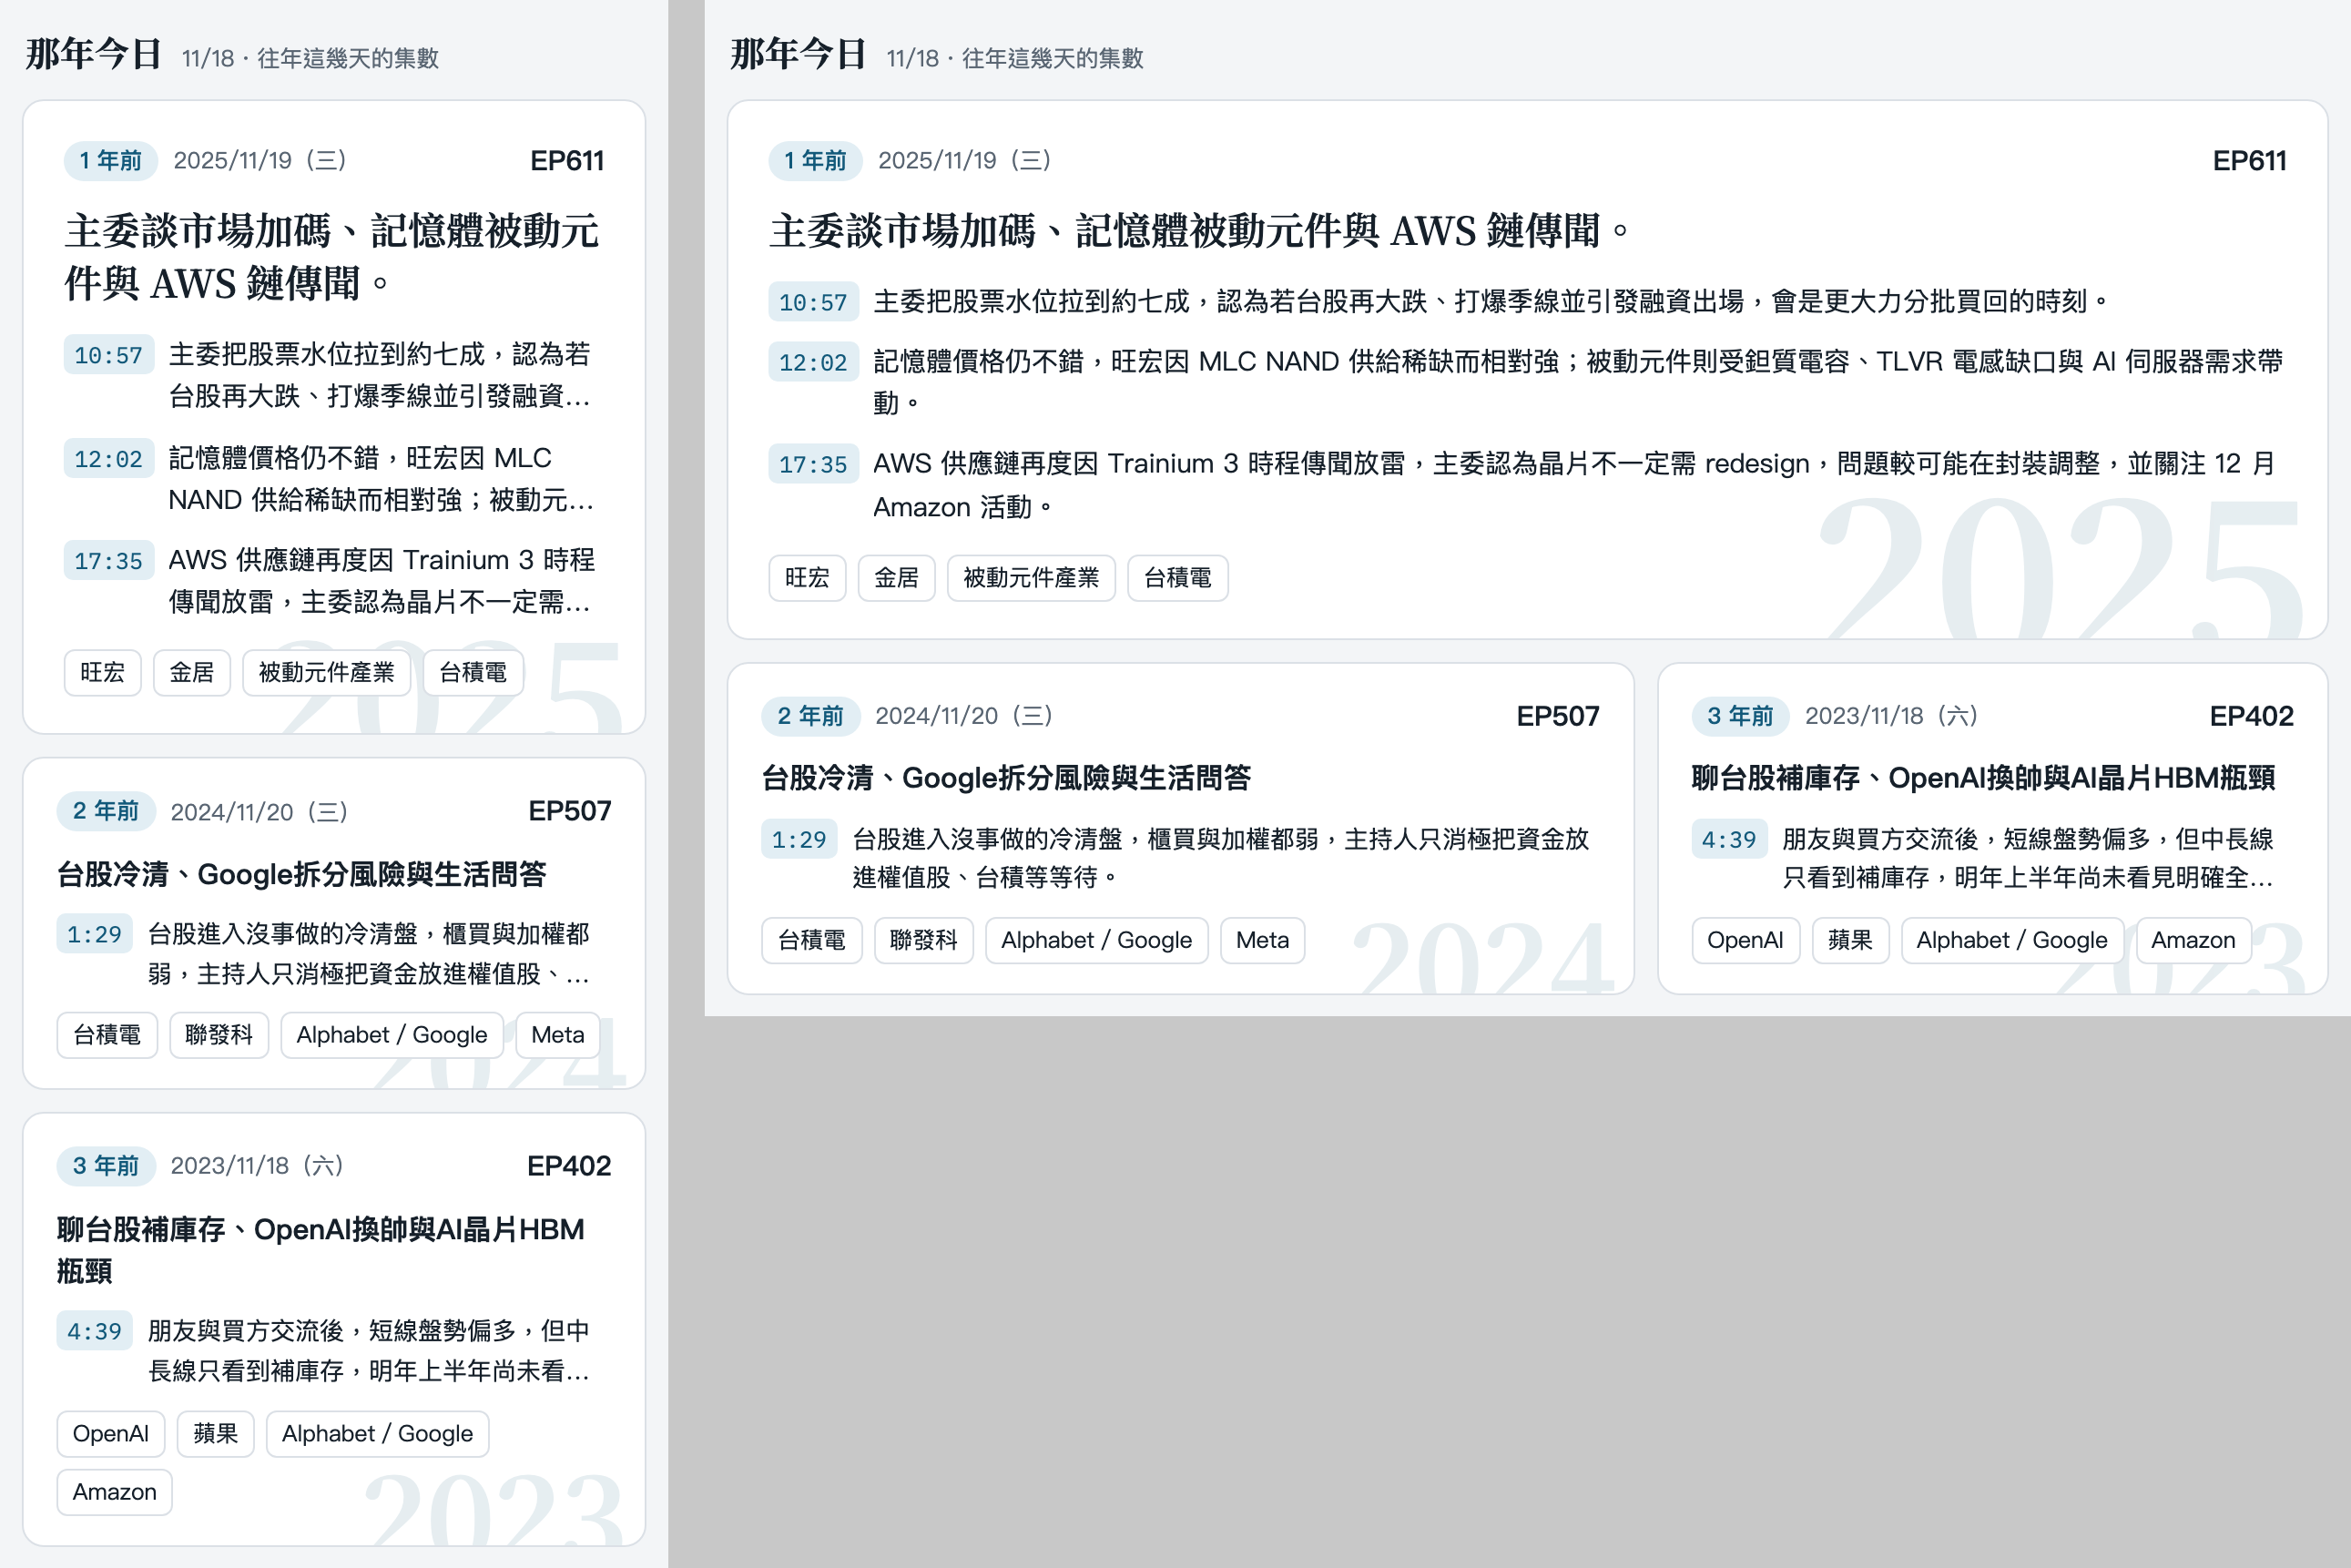 那年今日 11/18・往年這幾天的集數
1 年前 2025/11/19（三） EP611
主委談市場加碼、記憶體被動元
件與 AWS 鏈傳聞。
10:57 主委把股票水位拉到約七成，認為若
台股再大跌、打爆季線並引發融資…
12:02 記憶體價格仍不錯，旺宏因 MLC
NAND 供給稀缺而相對強；被動元…
17:35 AWS 供應鏈再度因 Trainium 3 時程
傳聞放雷，主委認為晶片不一定需…
旺宏 金居 被動元件產業 台積電
2025
2 年前 2024/11/20（三） EP507
台股冷清、Google拆分風險與生活問答
1:29 台股進入沒事做的冷清盤，櫃買與加權都
弱，主持人只消極把資金放進權值股、…
台積電 聯發科 Alphabet / Google Meta
2024
3 年前 2023/11/18（六） EP402
聊台股補庫存、OpenAI換帥與AI晶片HBM
瓶頸
4:39 朋友與買方交流後，短線盤勢偏多，但中
長線只看到補庫存，明年上半年尚未看…
OpenAI 蘋果 Alphabet / Google
Amazon
2023
那年今日 11/18・往年這幾天的集數
1 年前 2025/11/19（三） EP611
主委談市場加碼、記憶體被動元件與 AWS 鏈傳聞。
10:57 主委把股票水位拉到約七成，認為若台股再大跌、打爆季線並引發融資出場，會是更大力分批買回的時刻。
12:02 記憶體價格仍不錯，旺宏因 MLC NAND 供給稀缺而相對強；被動元件則受鉭質電容、TLVR 電感缺口與 AI 伺服器需求帶
動。
17:35 AWS 供應鏈再度因 Trainium 3 時程傳聞放雷，主委認為晶片不一定需 redesign，問題較可能在封裝調整，並關注 12 月
Amazon 活動。
旺宏 金居 被動元件產業 台積電
2025
2 年前 2024/11/20（三） EP507
台股冷清、Google拆分風險與生活問答
1:29 台股進入沒事做的冷清盤，櫃買與加權都弱，主持人只消極把資金放
進權值股、台積等等待。
台積電 聯發科 Alphabet / Google Meta
2024
3 年前 2023/11/18（六） EP402
聊台股補庫存、OpenAI換帥與AI晶片HBM瓶頸
4:39 朋友與買方交流後，短線盤勢偏多，但中長線
只看到補庫存，明年上半年尚未看見明確全…
OpenAI 蘋果 Alphabet / Google Amazon
2023